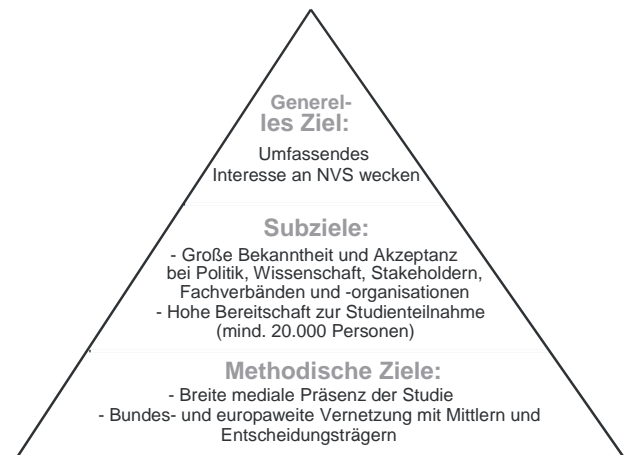 Generel-
les Ziel:
Umfassendes
Interesse an NVS wecken
Subziele:
- Große Bekanntheit und Akzeptanz
bei Politik, Wissenschaft, Stakeholdern,
Fachverbänden und -organisationen
- Hohe Bereitschaft zur Studienteilnahme
(mind. 20.000 Personen)
Methodische Ziele:
- Breite mediale Präsenz der Studie
- Bundes- und europaweite Vernetzung mit Mittlern und
Entscheidungsträgern